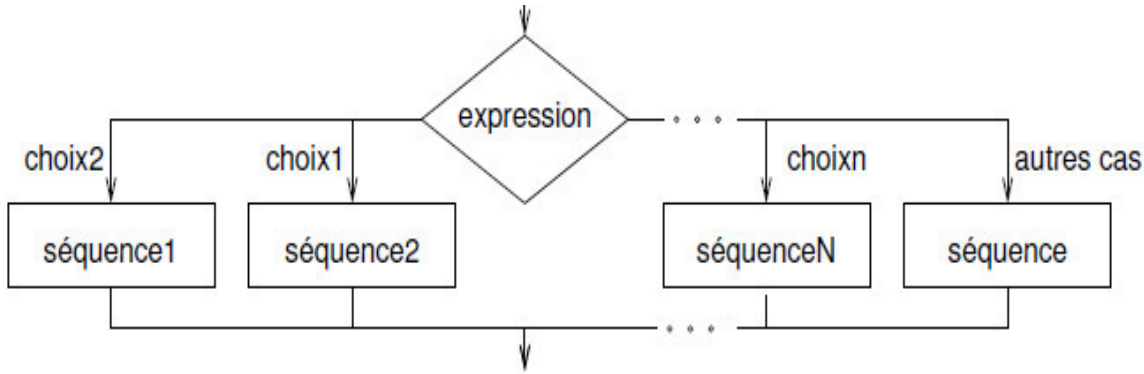 expression
choix2 choix1 choixn autres cas
séquence1 séquence2 séquenceN séquence